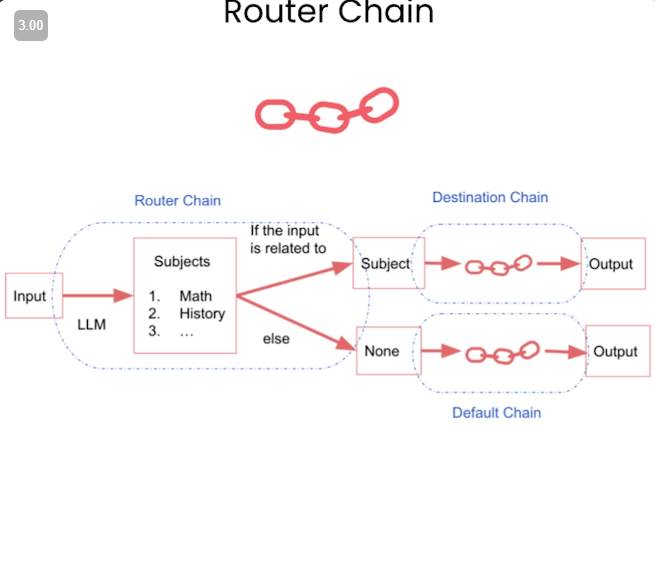 Router Chain
3.00
Router Chain
Destination Chain
If the input
is related to
Subjects
Subject
Output
Input
1. Math
2. History
3. ...
LLM
else
None
Output
Default Chain